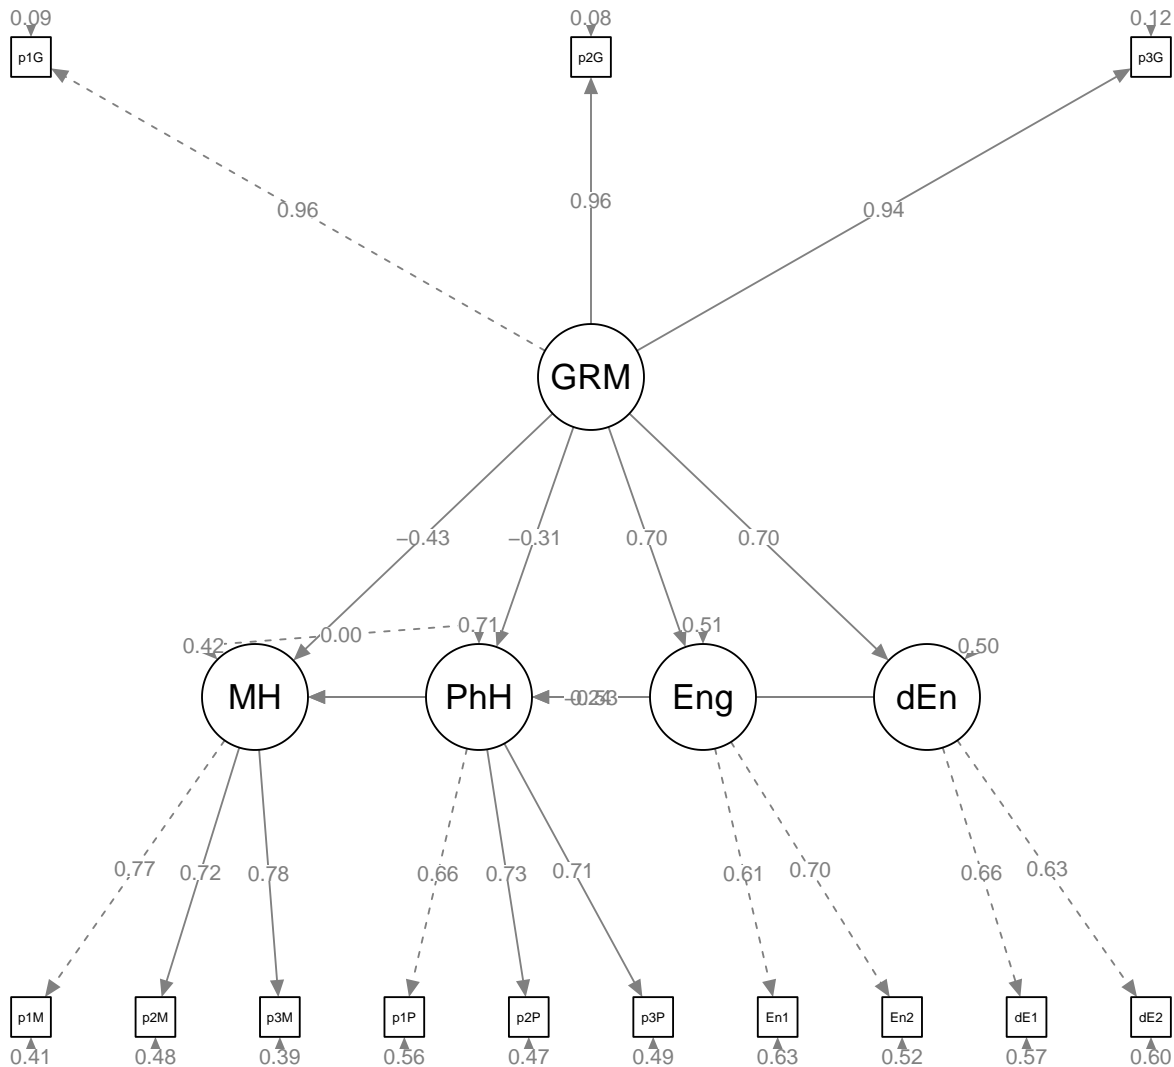 0.09 0.08 0.12
p1G p2G p3G
0.96 0.96 0.94
GRM
–0.43 –0.31 0.70 0.70
0.42 0.00 0.71 0.51 0.50
MH PhH Eng dEn
0.77 0.72 0.78 0.66 0.73 0.71 0.61 0.70 0.66 0.63
p1M p2M p3M p1P p2P p3P En1 En2 dE1 dE2
0.41 0.48 0.39 0.56 0.47 0.49 0.63 0.52 0.57 0.60